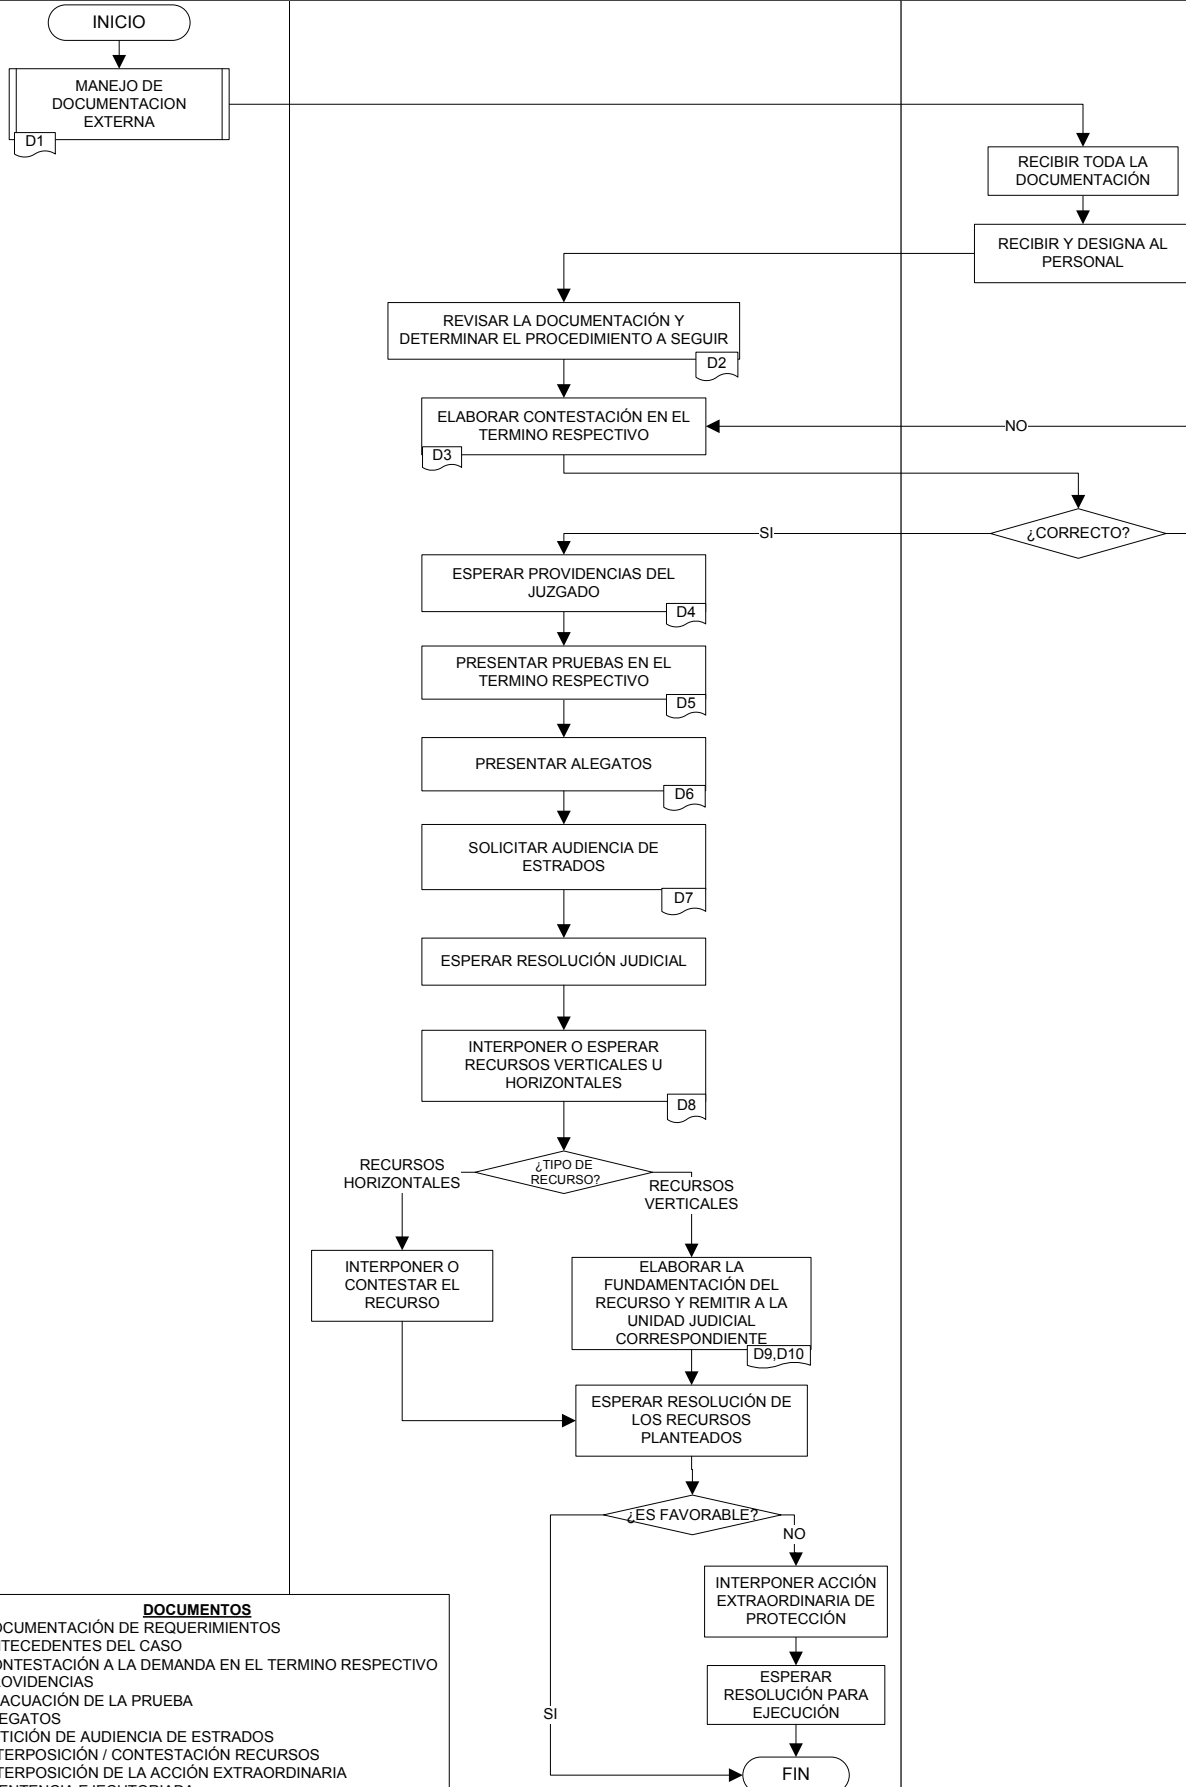 INICIO
MANEJO DE
DOCUMENTACION
EXTERNA
D1
RECIBIR TODA LA
DOCUMENTACIÓN
RECIBIR Y DESIGNA AL
PERSONAL
REVISAR LA DOCUMENTACIÓN Y
DETERMINAR EL PROCEDIMIENTO A SEGUIR
D2
ELABORAR CONTESTACIÓN EN EL
TERMINO RESPECTIVO
D3
NO
¿CORRECTO?
SI
ESPERAR PROVIDENCIAS DEL
JUZGADO
D4
PRESENTAR PRUEBAS EN EL
TERMINO RESPECTIVO
D5
PRESENTAR ALEGATOS
D6
SOLICITAR AUDIENCIA DE
ESTRADOS
D7
ESPERAR RESOLUCIÓN JUDICIAL
INTERPONER O ESPERAR
RECURSOS VERTICALES U
HORIZONTALES
D8
¿TIPO DE
RECURSO?
RECURSOS
HORIZONTALES
RECURSOS
VERTICALES
INTERPONER O
CONTESTAR EL
RECURSO
ELABORAR LA
FUNDAMENTACIÓN DEL
RECURSO Y REMITIR A LA
UNIDAD JUDICIAL
CORRESPONDIENTE
D9,D10
ESPERAR RESOLUCIÓN DE
LOS RECURSOS
PLANTEADOS
¿ES FAVORABLE?
NO
INTERPONER ACCIÓN
EXTRAORDINARIA DE
PROTECCIÓN
ESPERAR
RESOLUCIÓN PARA
EJECUCIÓN
SI
FIN
DOCUMENTOS
OCUMENTACIÓN DE REQUERIMIENTOS
NTECEDENTES DEL CASO
ONTESTACIÓN A LA DEMANDA EN EL TERMINO RESPECTIVO
ROVIDENCIAS
ACUACIÓN DE LA PRUEBA
EGATOS
TICIÓN DE AUDIENCIA DE ESTRADOS
TERPOSICIÓN / CONTESTACIÓN RECURSOS
TERPOSICIÓN DE LA ACCIÓN EXTRAORDINARIA